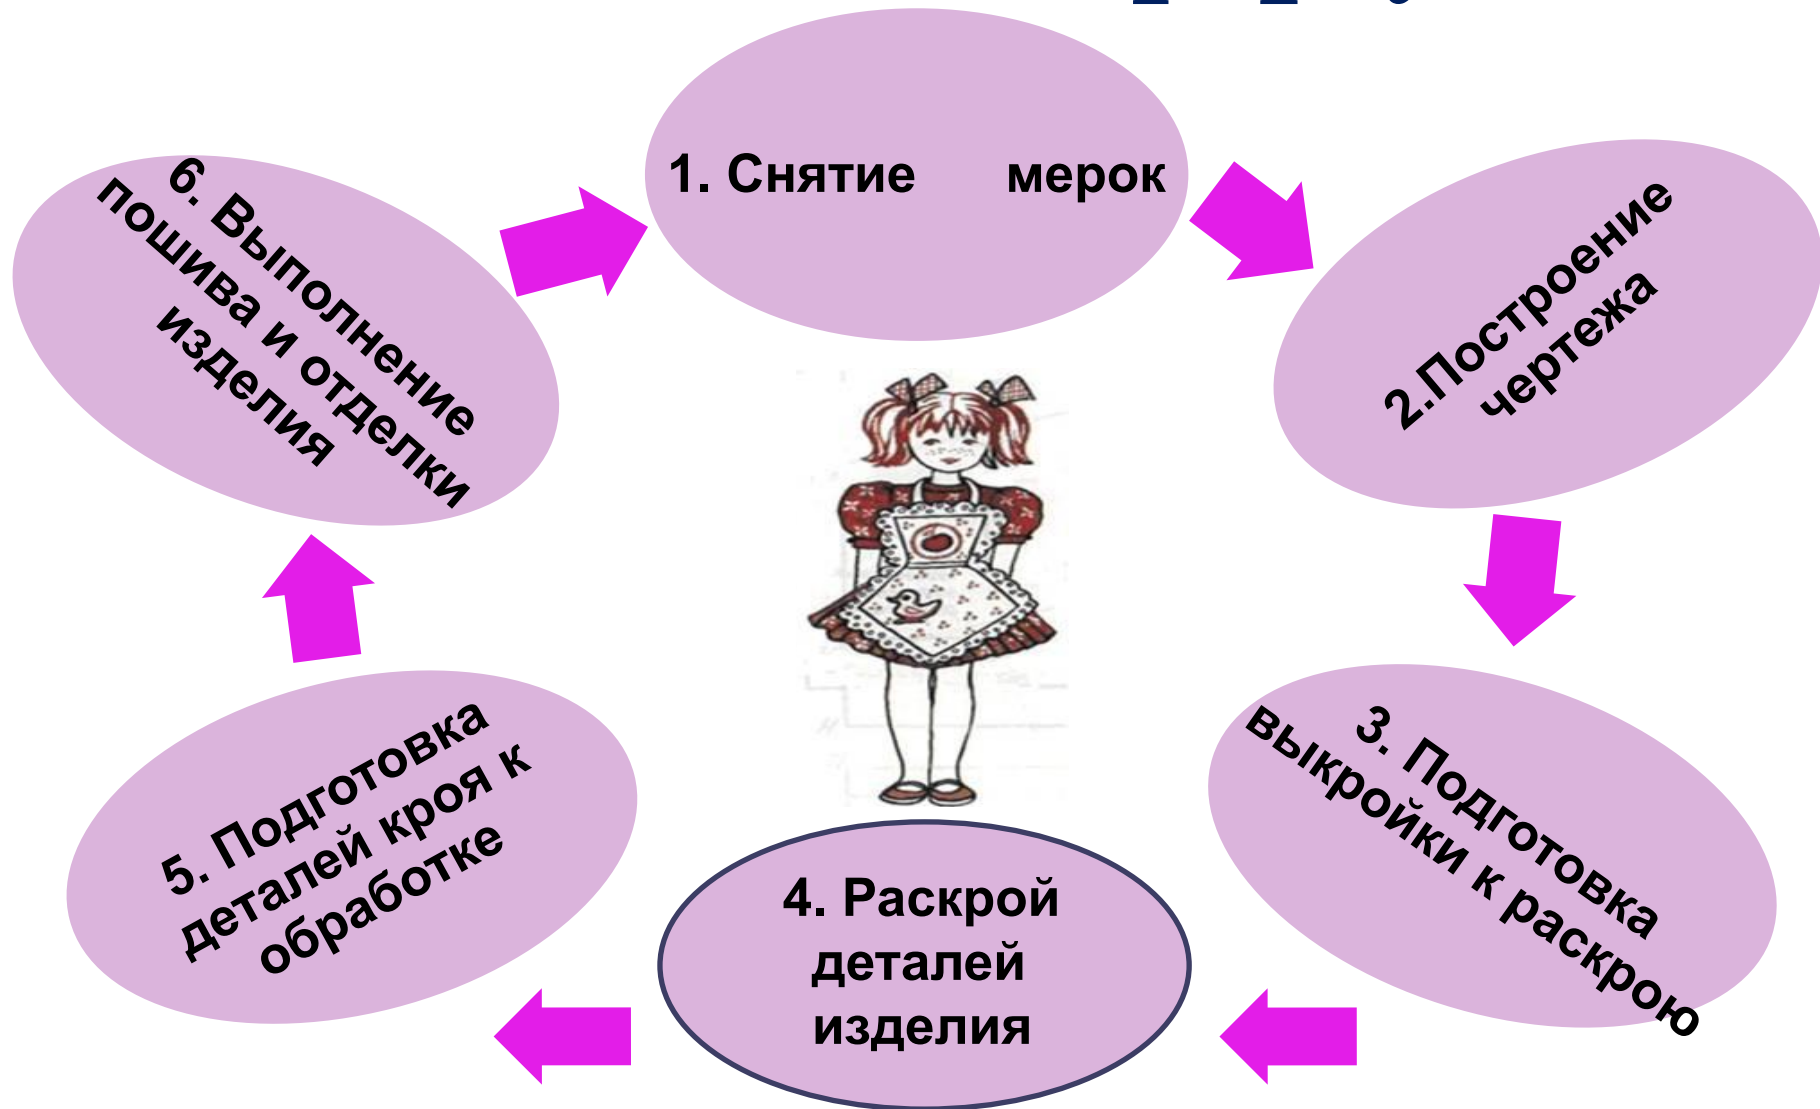 1. Снятие мерок
2.Построение
чертежа
3. Подготовка
выкройки к раскрою
4. Раскрой
деталей
изделия
5. Подготовка
деталей кроя к
обработке
6. Выполнение
пошива и отделки
изделия